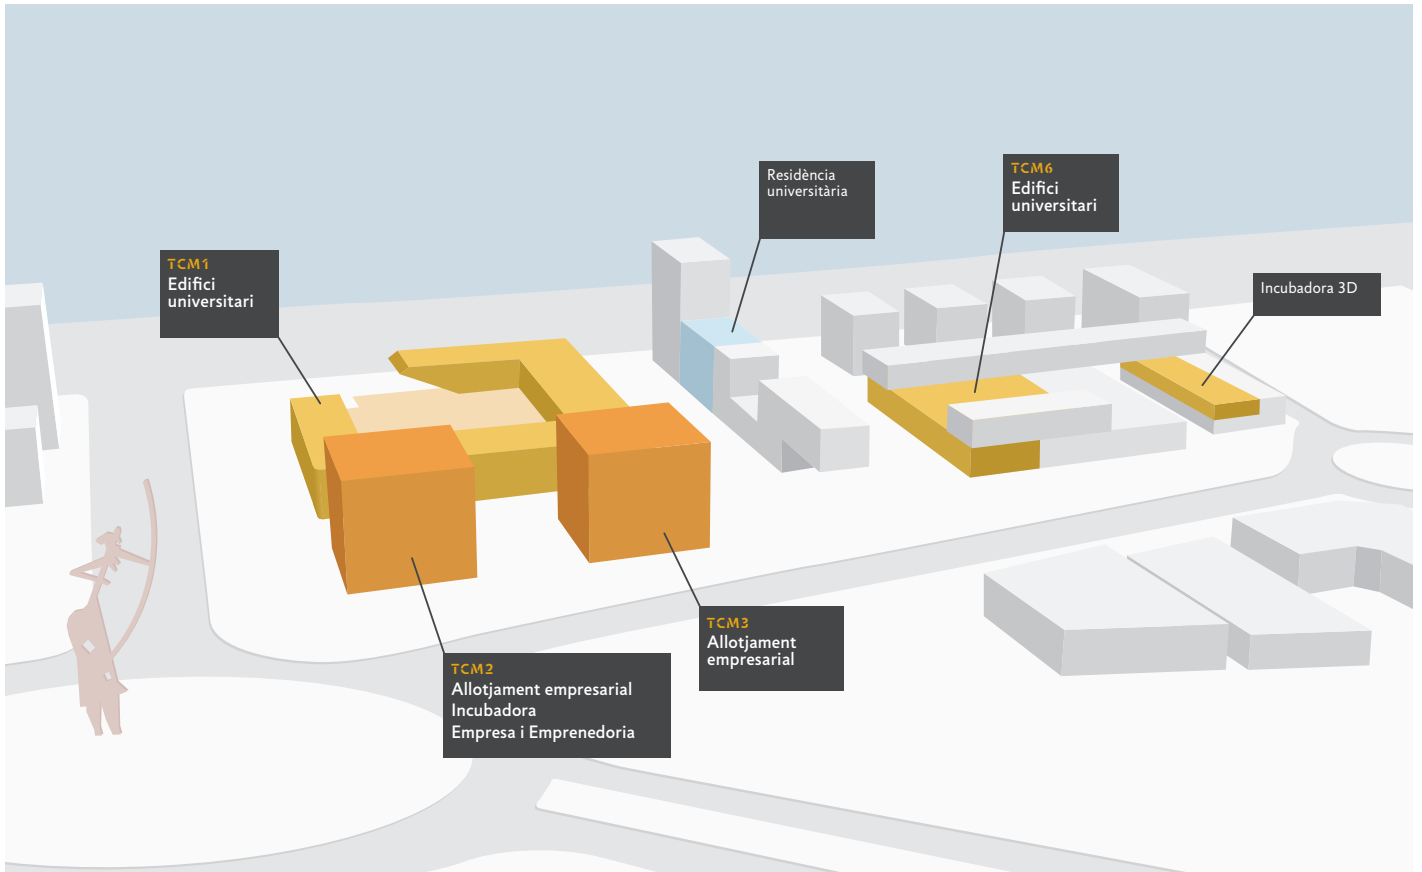 Residència
universitària
TCM6
Edifici
universitari
TCM1
Edifici
universitari
Incubadora 3D
TCM3
Allotjament
empresarial
TCM2
Allotjament empresarial
Incubadora
Empresa i Emprenedoria